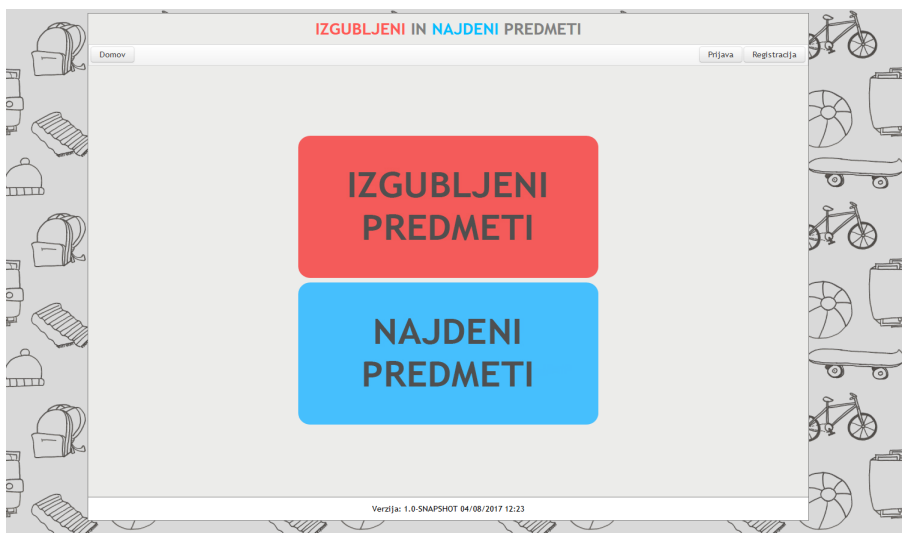 IZGUBLJENI IN NAJDENI PREDMETI
Domov Prijava Registracija
IZGUBLJENI
PREDMETI
NAJDENI
PREDMETI
Verzija: 1.0-SNAPSHOT 04/08/2017 12:23